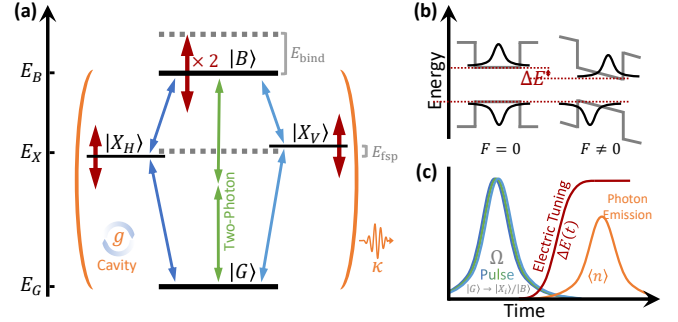 (a)
E_B
E_X
E_G
|B⟩
× 2
E_bind
|X_H⟩
|X_V⟩
E_fsp
Two-Photon
g
Cavity
|G⟩
κ
(b)
Energy
ΔE
F = 0
F ≠ 0
(c)
Ω
Pulse
|G⟩ → |X_i⟩/|B⟩
Electric Tuning
ΔE(t)
Photon
Emission
⟨n⟩
Time